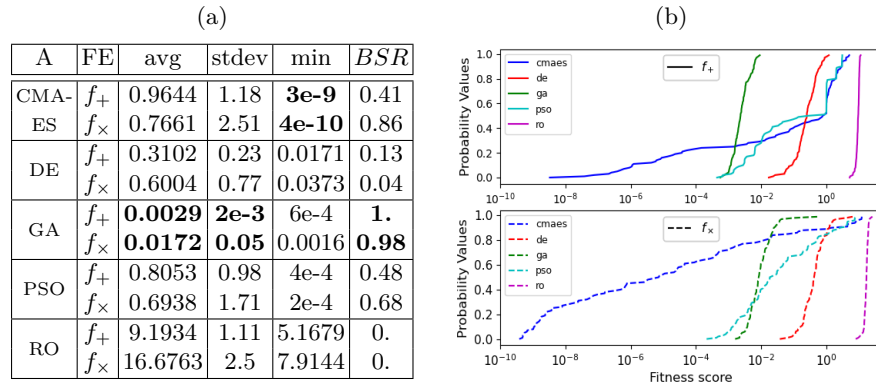 (a)
A FE avg stdev min BSR
CMA-ES f+ 0.9644 1.18 3e-9 0.41
f× 0.7661 2.51 4e-10 0.86
DE f+ 0.3102 0.23 0.0171 0.13
f× 0.6004 0.77 0.0373 0.04
GA f+ 0.0029 2e-3 6e-4 1.
f× 0.0172 0.05 0.0016 0.98
PSO f+ 0.8053 0.98 4e-4 0.48
f× 0.6938 1.71 2e-4 0.68
RO f+ 9.1934 1.11 5.1679 0.
f× 16.6763 2.5 7.9144 0.
(b)
Probability Values
1.0
0.8
0.6
0.4
0.2
0.0
cmaes
de
ga
pso
ro
f+
10⁻¹⁰ 10⁻⁸ 10⁻⁶ 10⁻⁴ 10⁻² 10⁰
Probability Values
1.0
0.8
0.6
0.4
0.2
0.0
cmaes
de
ga
pso
ro
f×
10⁻¹⁰ 10⁻⁸ 10⁻⁶ 10⁻⁴ 10⁻² 10⁰
Fitness score